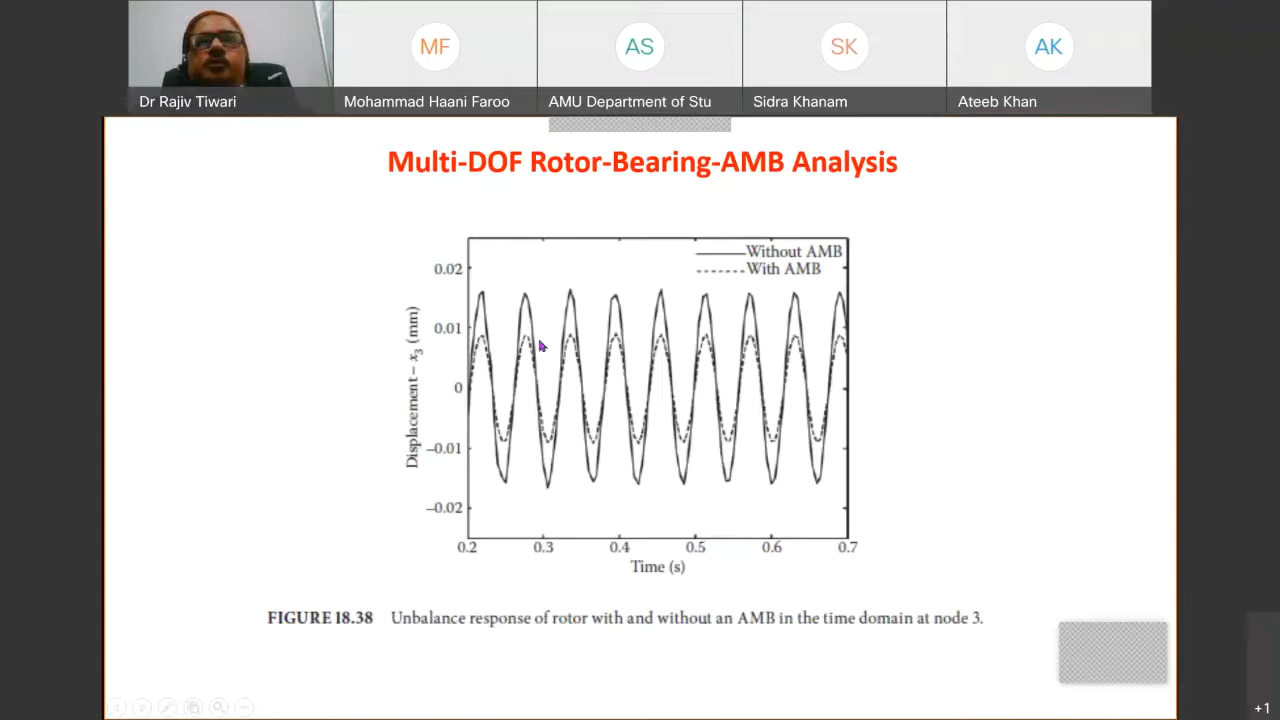 MF
AS
SK
AK
Dr Rajiv Tiwari
Mohammad Haani Faroo
AMU Department of Stu
Sidra Khanam
Ateeb Khan
Multi-DOF Rotor-Bearing-AMB Analysis
Without AMB
With AMB
0.02
0.01
0
−0.01
−0.02
Displacement – x3 (mm)
0.2 0.3 0.4 0.5 0.6 0.7
Time (s)
FIGURE 18.38 Unbalance response of rotor with and without an AMB in the time domain at node 3.
+1